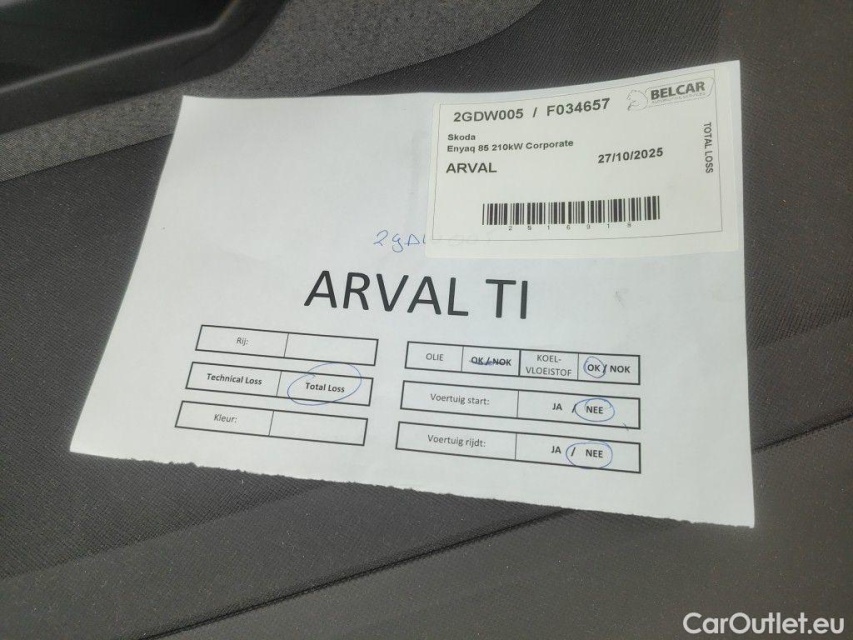 2GDW005 / F034657
BELCAR
Skoda
Enyaq 85 210kW Corporate
27/10/2025
ARVAL
TOTAL LOSS
2516918
ARVAL TI
Rij:
OLIE OK / NOK KOEL-
VLOEISTOF OK / NOK
Technical Loss Total Loss
Voertuig start: JA / NEE
Kleur:
Voertuig rijdt: JA / NEE
CarOutlet.eu